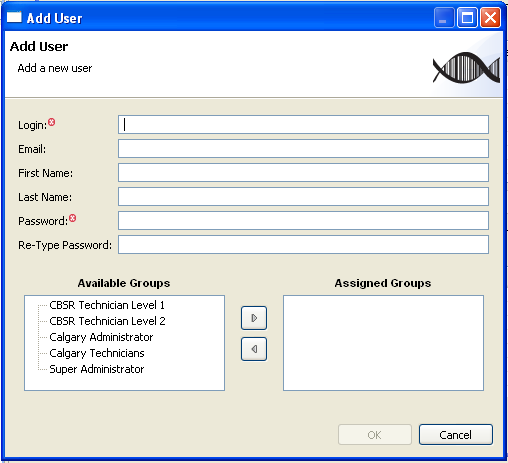 Add User
Add User
Add a new user
Login:
Email:
First Name:
Last Name:
Password:
Re-Type Password:
Available Groups
Assigned Groups
CBSR Technician Level 1
CBSR Technician Level 2
Calgary Administrator
Calgary Technicians
Super Administrator
OK
Cancel